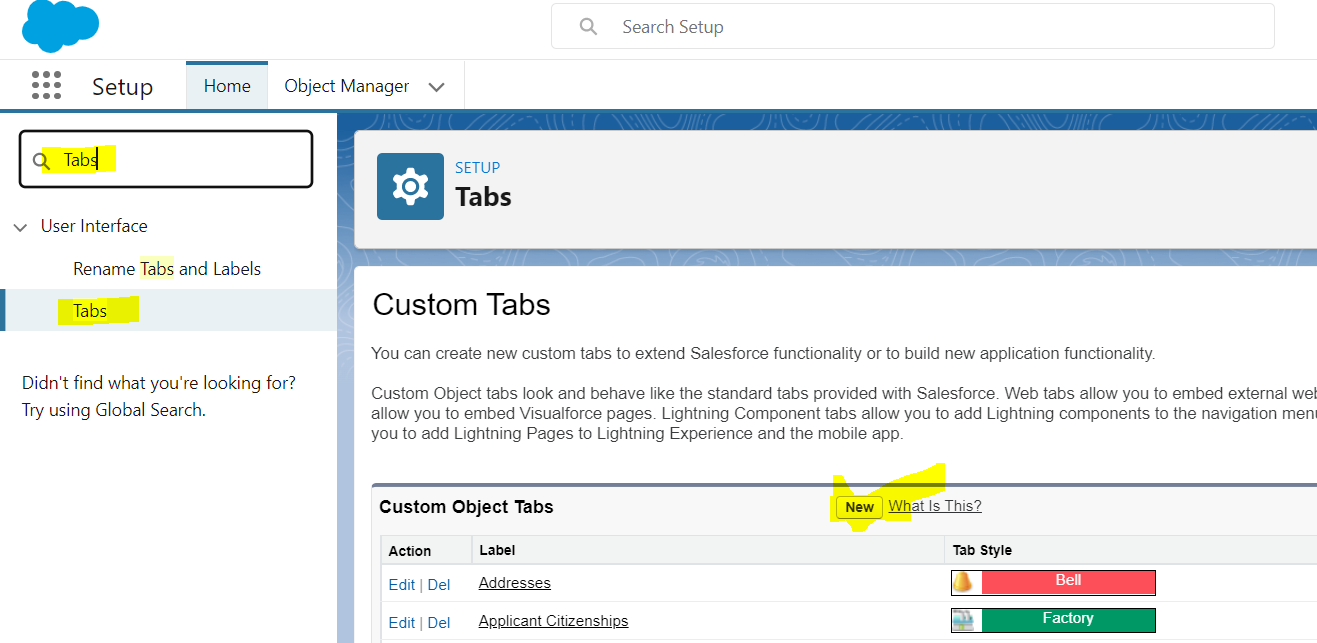 Search Setup
Setup
Home
Object Manager
Tabs
User Interface
Rename Tabs and Labels
Tabs
Didn't find what you're looking for?
Try using Global Search.
SETUP
Tabs
Custom Tabs
You can create new custom tabs to extend Salesforce functionality or to build new application functionality.
Custom Object tabs look and behave like the standard tabs provided with Salesforce. Web tabs allow you to embed external web
allow you to embed Visualforce pages. Lightning Component tabs allow you to add Lightning components to the navigation menu
you to add Lightning Pages to Lightning Experience and the mobile app.
Custom Object Tabs New What Is This?
Action Label Tab Style
Edit | Del Addresses Bell
Edit | Del Applicant Citizenships Factory